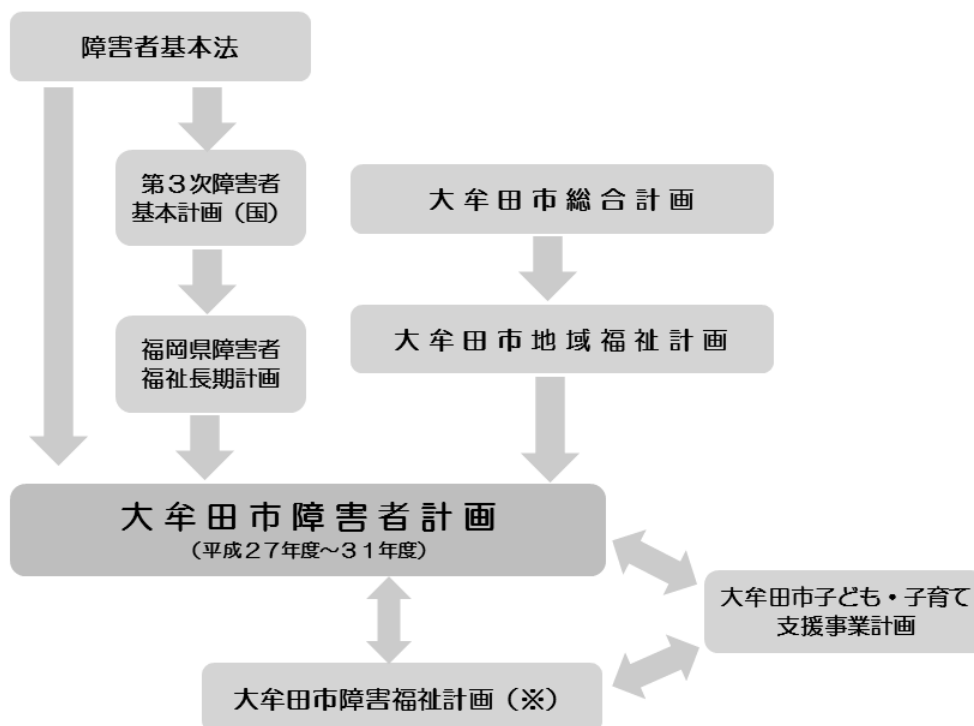 障害者基本法
第３次障害者
基本計画（国）
大牟田市総合計画
福岡県障害者
福祉長期計画
大牟田市地域福祉計画
大牟田市障害者計画
（平成２７年度～３１年度）
大牟田市子ども・子育て
支援事業計画
大牟田市障害福祉計画（※）